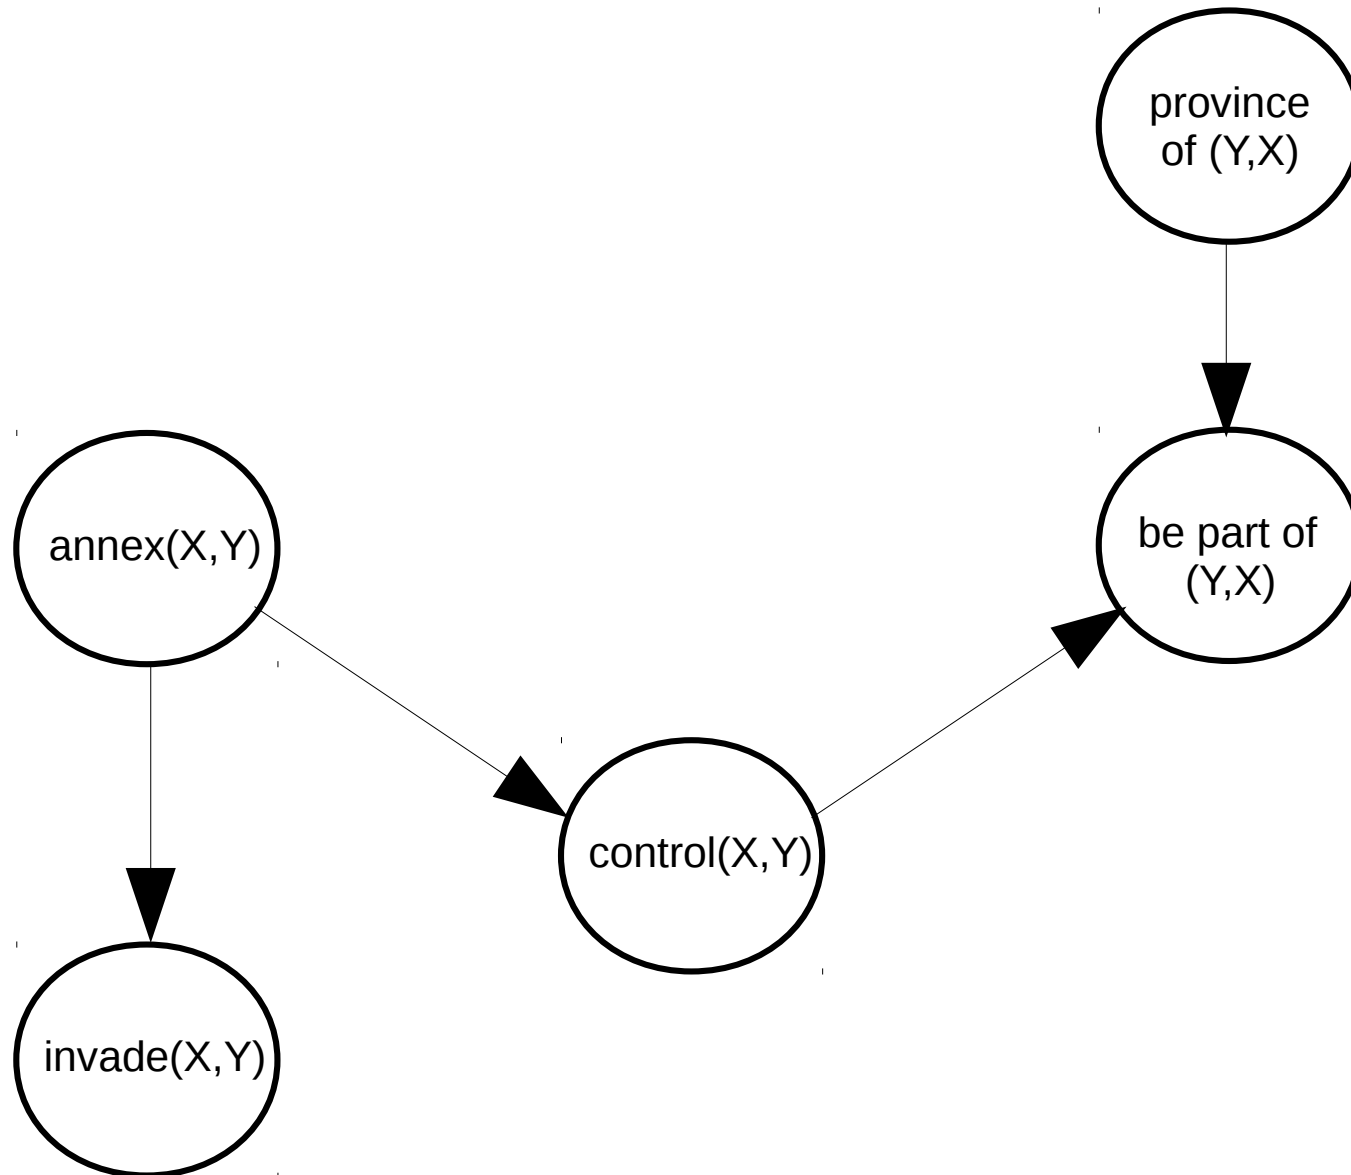 province
of (Y,X)
annex(X,Y)
be part of
(Y,X)
control(X,Y)
invade(X,Y)